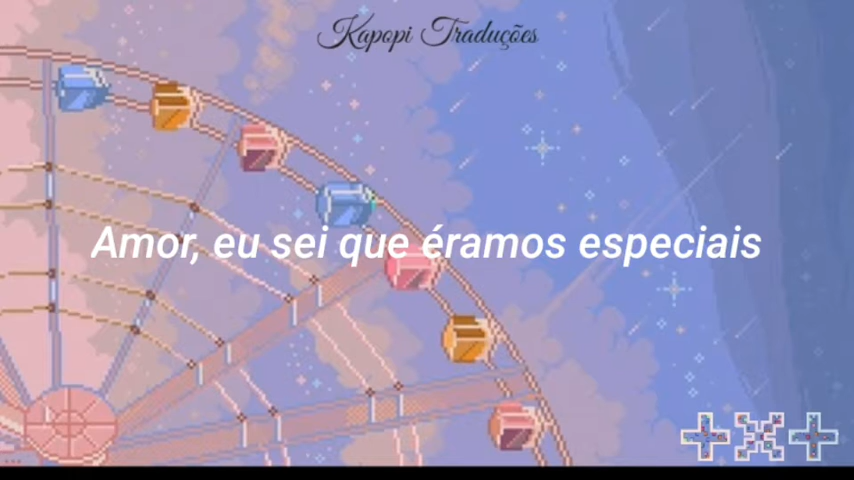 Kapopi Traduções
Amor, eu sei que éramos especiais